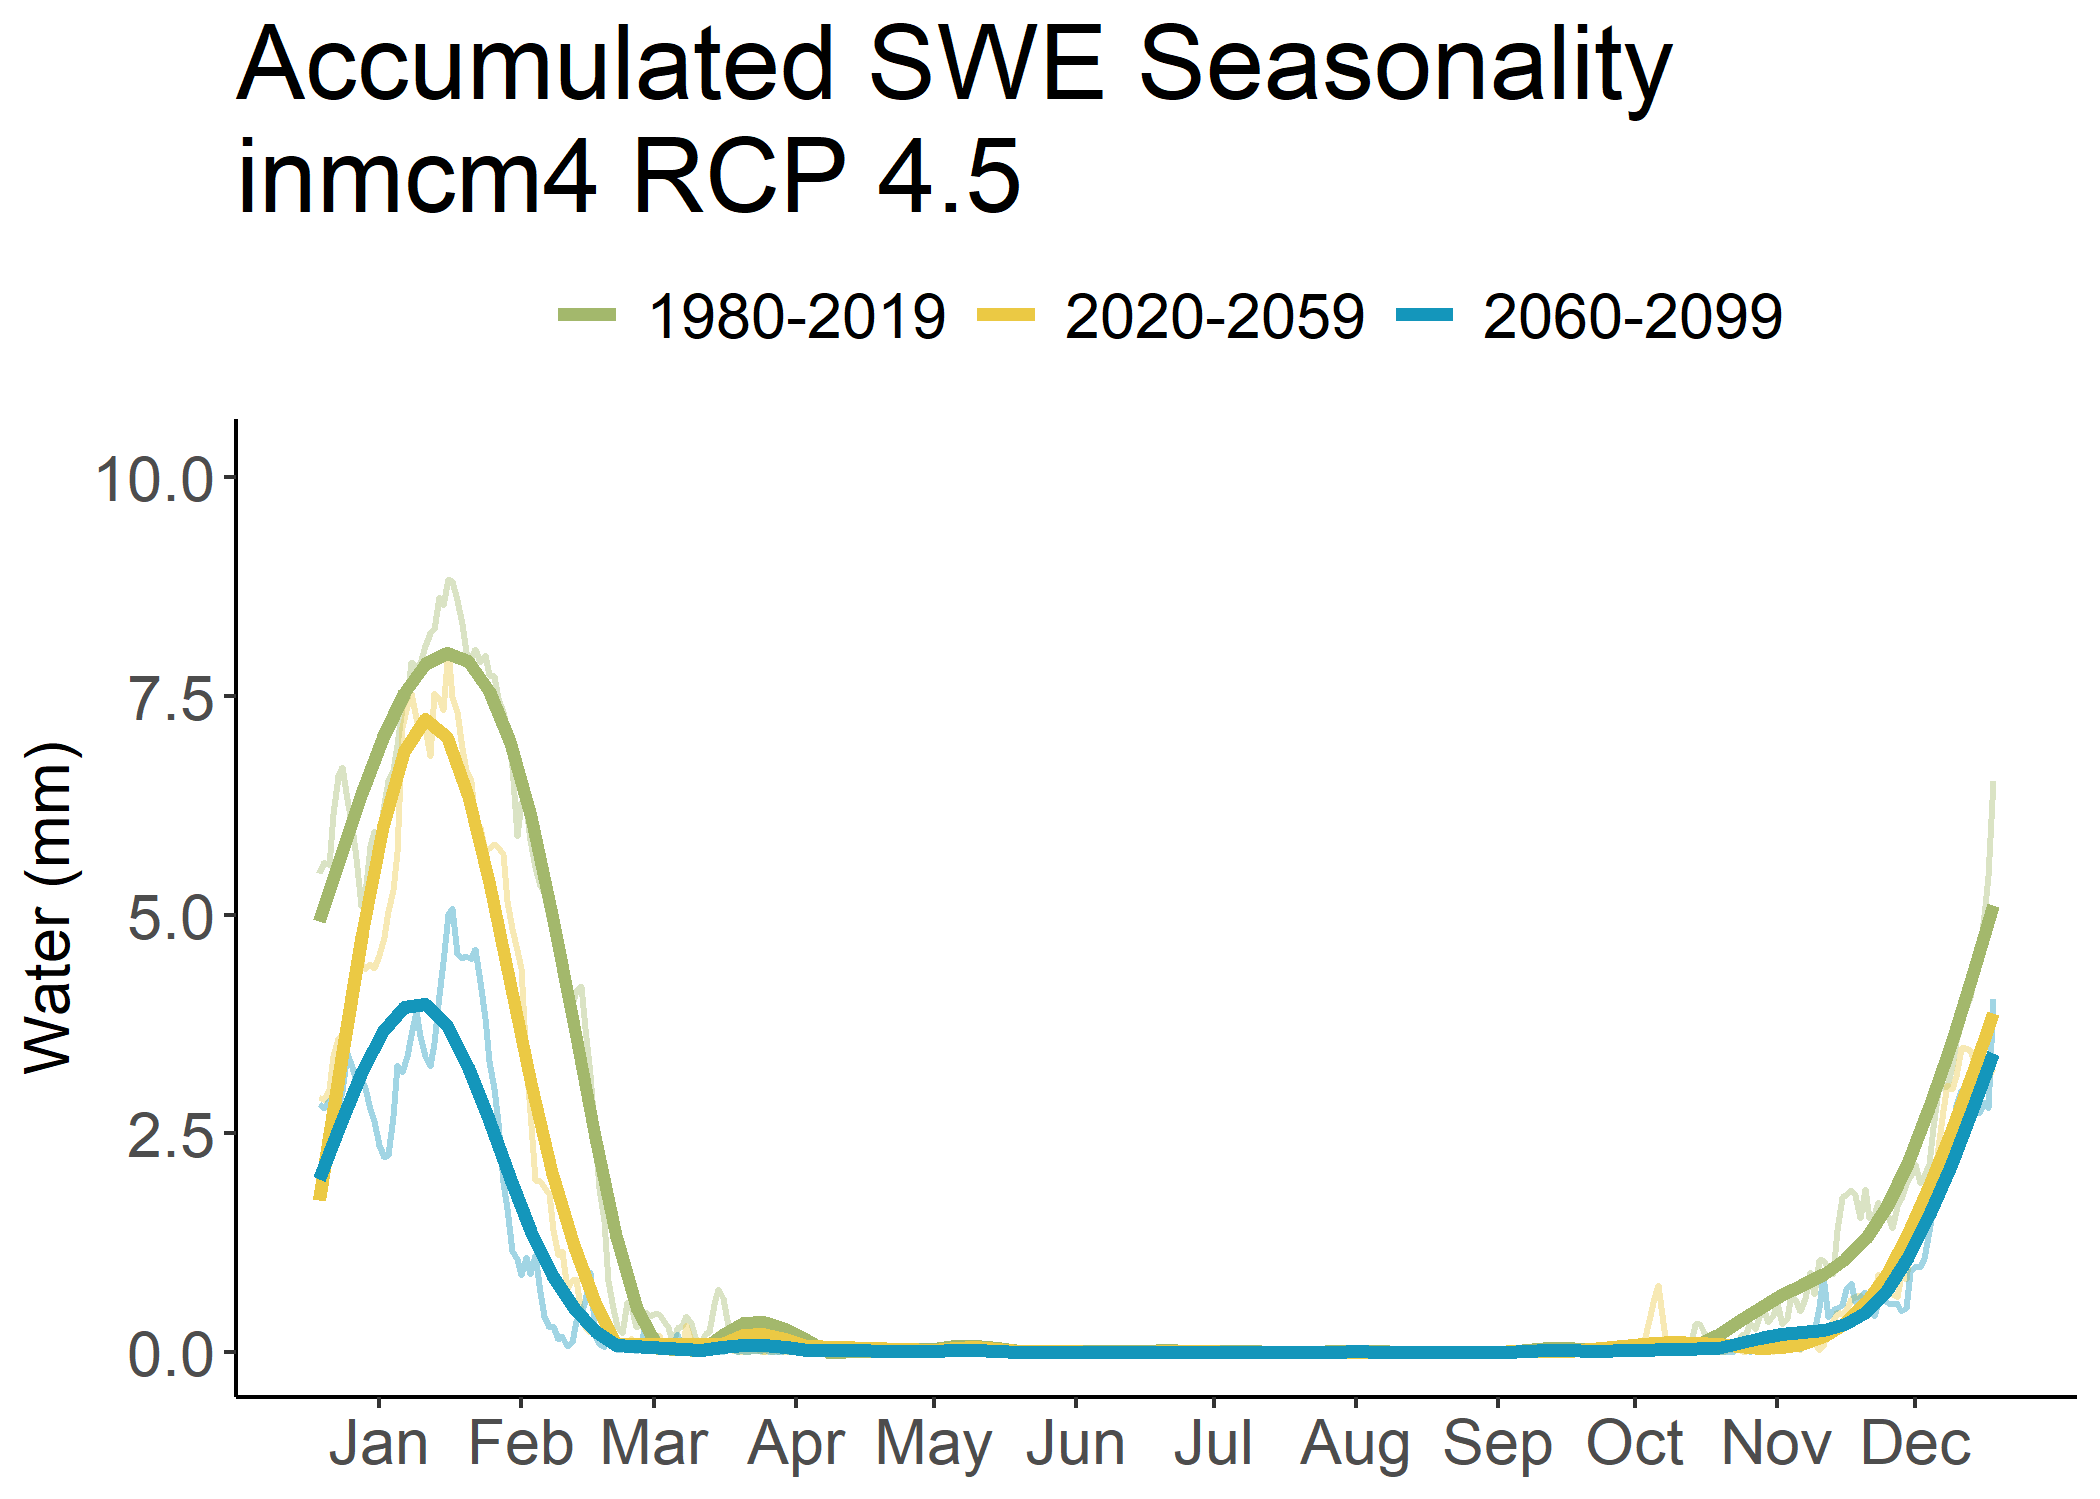 Accumulated SWE Seasonality
inmcm4 RCP 4.5
1980-2019 2020-2059 2060-2099
Water (mm)
10.0
7.5
5.0
2.5
0.0
Jan Feb Mar Apr May Jun Jul Aug Sep Oct Nov Dec